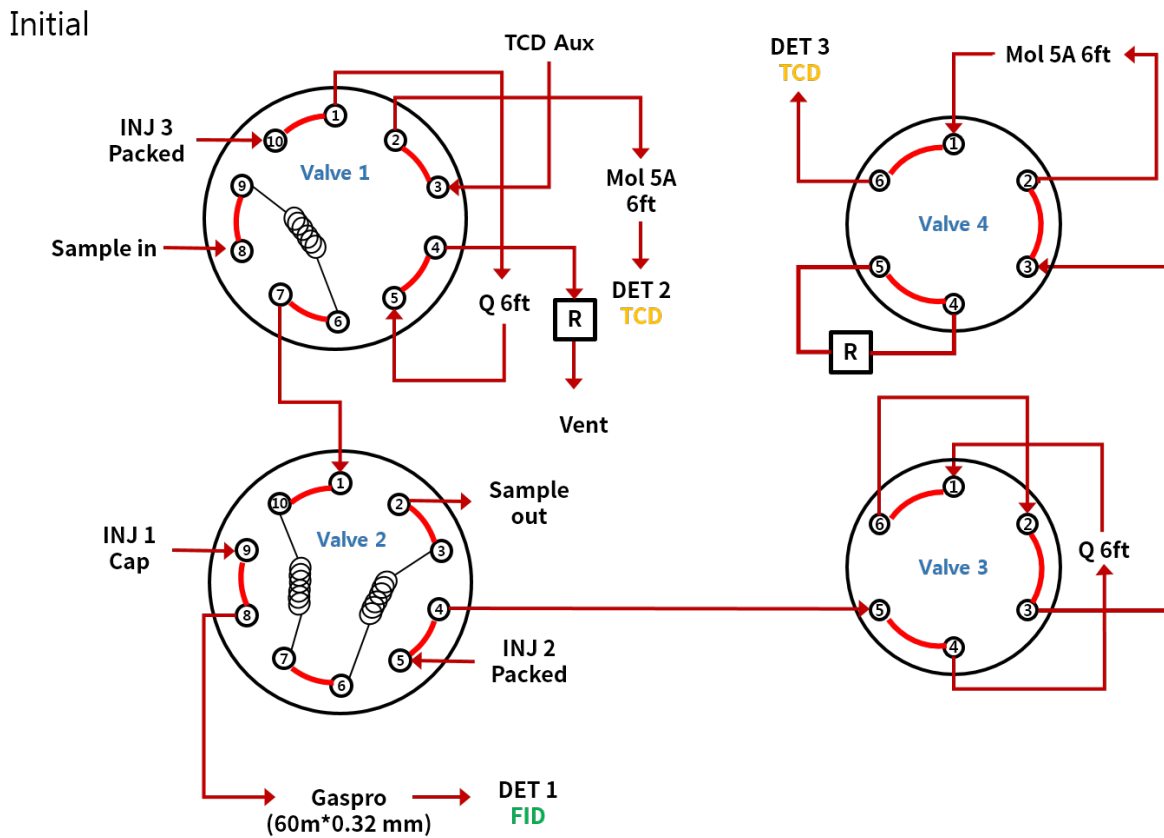 Initial
TCD Aux
INJ 3
Packed
Valve 1
1
2
3
4
5
6
7
8
9
10
Sample in
Q 6ft
R
Vent
Mol 5A
6ft
DET 2
TCD
DET 3
TCD
Mol 5A 6ft
Valve 4
1
2
3
4
5
6
R
INJ 1
Cap
Valve 2
1
2
3
4
5
6
7
8
9
10
Sample
out
INJ 2
Packed
Gaspro
(60m*0.32 mm)
DET 1
FID
Valve 3
1
2
3
4
5
6
Q 6ft